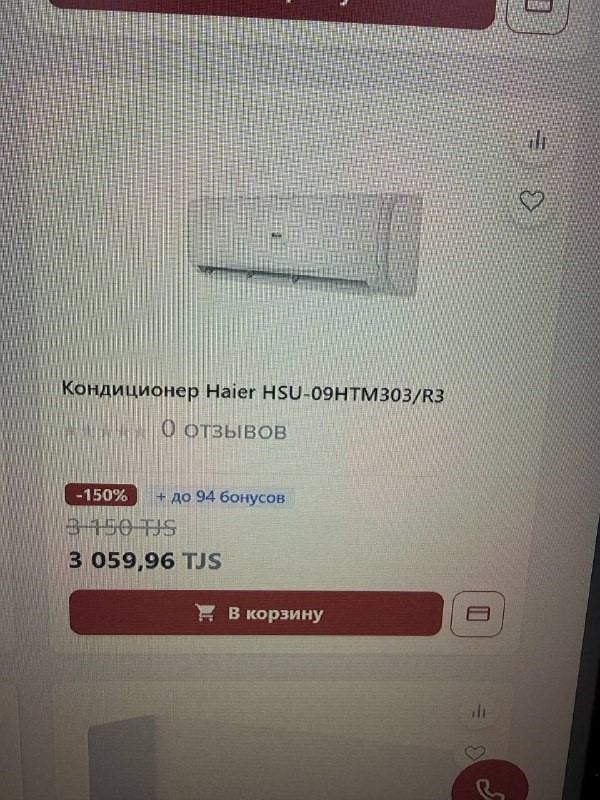 Кондиционер Haier HSU-09HTM303/R3
0 отзывов
-150% + до 94 бонусов
3 150 TJS
3 059,96 TJS
В корзину